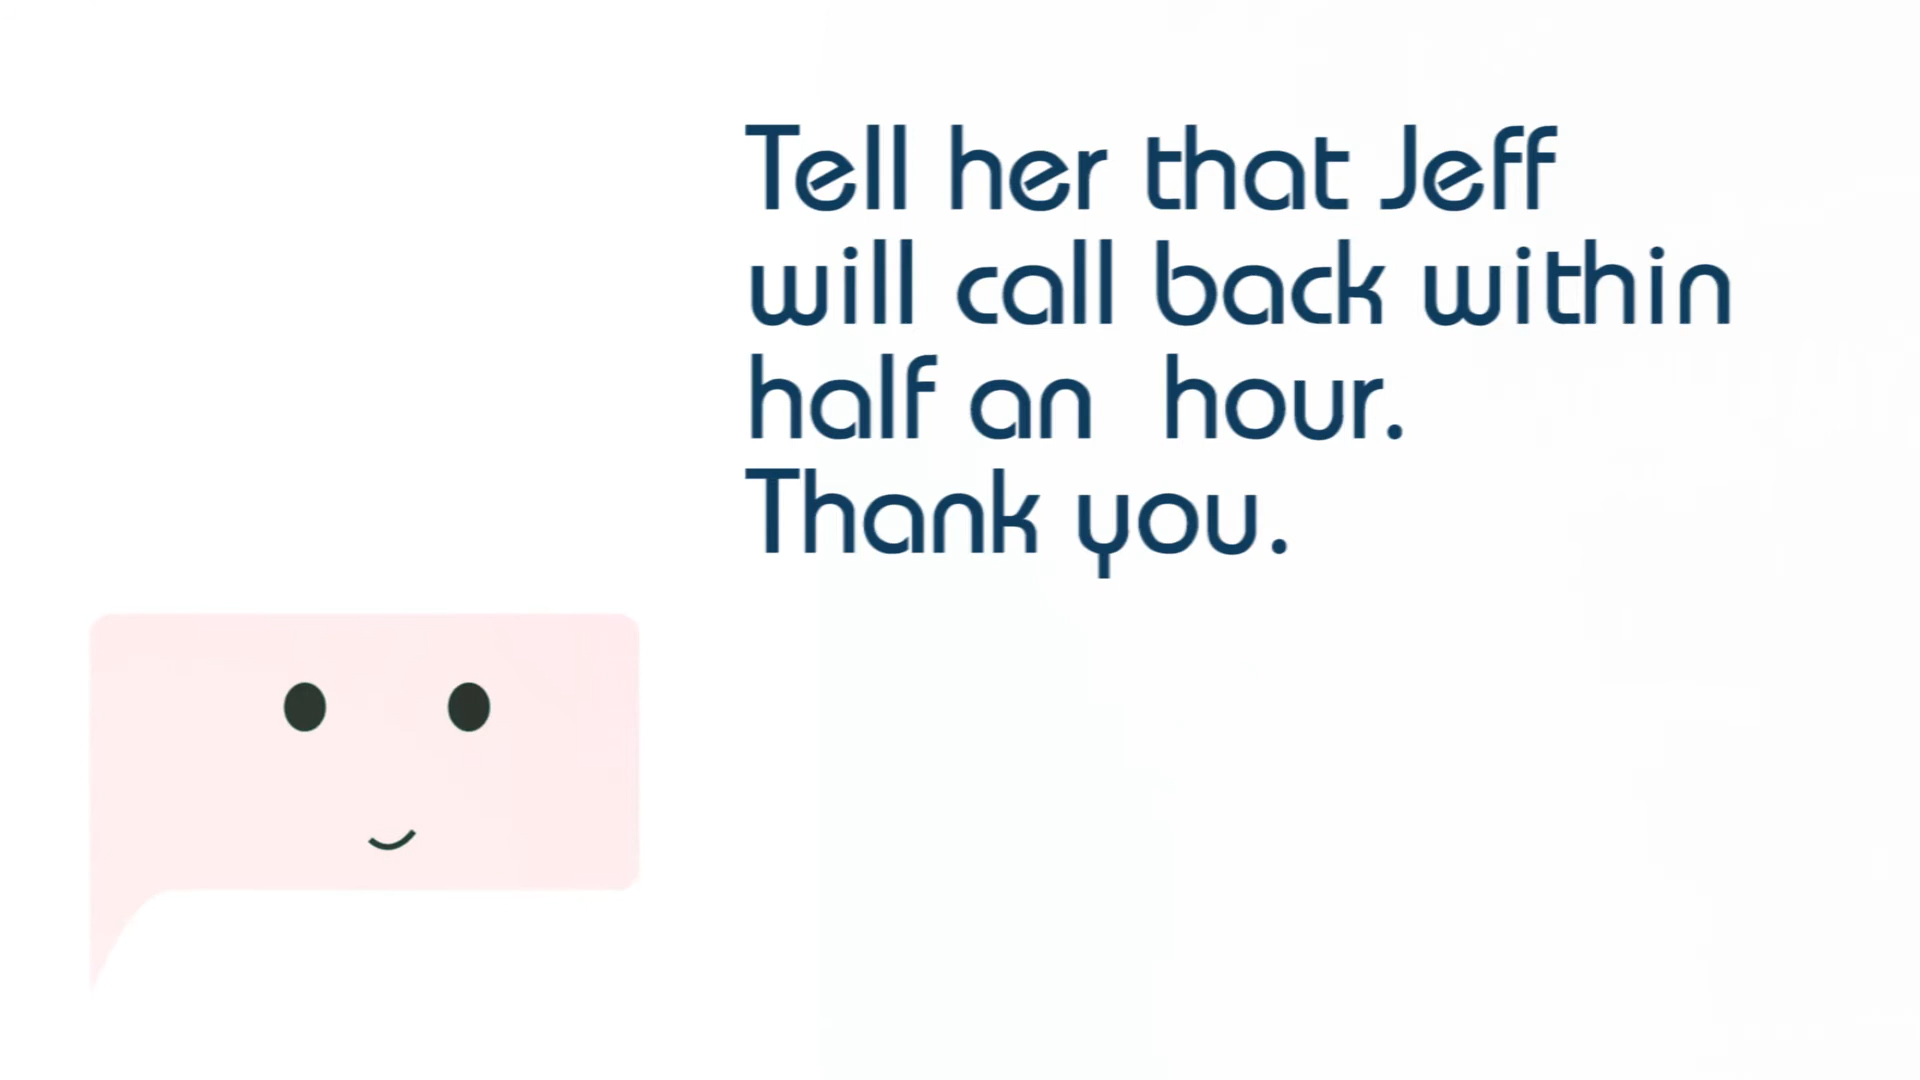 Tell her that Jeff
will call back within
half an  hour.
Thank you.